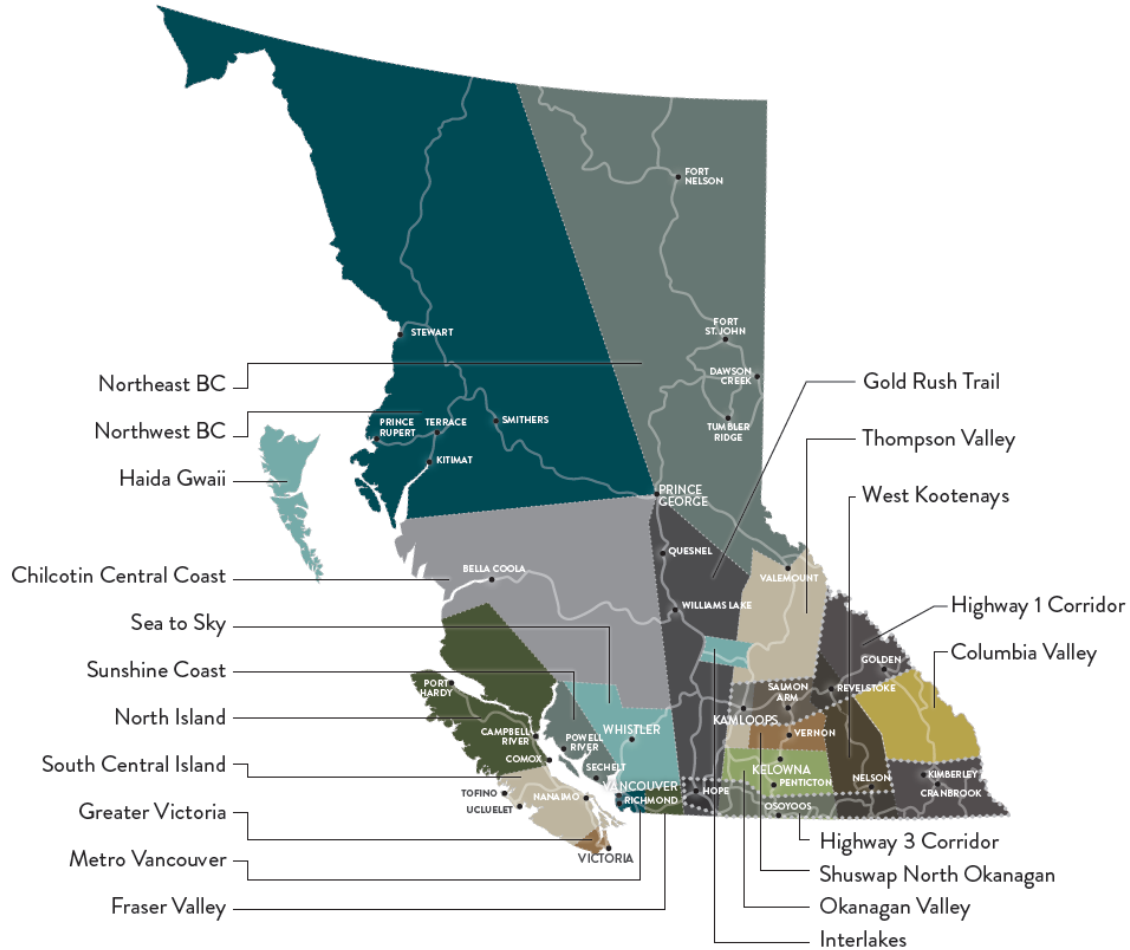 FORT
NELSON
FORT
ST. JOHN
STEWART
DAWSON
CREEK
Northeast BC
Gold Rush Trail
PRINCE
RUPERT
TERRACE
SMITHERS
TUMBLER
RIDGE
Northwest BC
Thompson Valley
KITIMAT
Haida Gwaii
PRINCE
GEORGE
West Kootenays
QUESNEL
BELLA COOLA
VALEMOUNT
Chilcotin Central Coast
WILLIAMS LAKE
Highway 1 Corridor
Sea to Sky
Columbia Valley
GOLDEN
Sunshine Coast
PORT
HARDY
SALMON
ARM
REVELSTOKE
North Island
KAMLOOPS
CAMPBELL
RIVER
POWELL
RIVER
WHISTLER
VERNON
COMOX
South Central Island
SECHELT
KELOWNA
PENTICTON
NELSON
KIMBERLEY
CRANBROOK
VANCOUVER
RICHMOND
HOPE
TOFINO
UCLUELET
NANAIMO
OSOYOOS
Greater Victoria
VICTORIA
Highway 3 Corridor
Metro Vancouver
Shuswap North Okanagan
Fraser Valley
Okanagan Valley
Interlakes